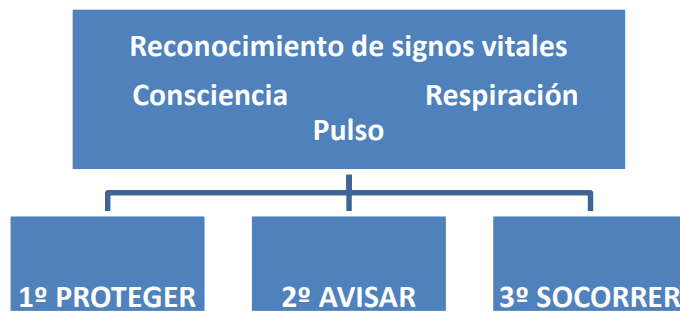 Reconocimiento de signos vitales
Consciencia Respiración
Pulso
1º PROTEGER
2º AVISAR
3º SOCORRER